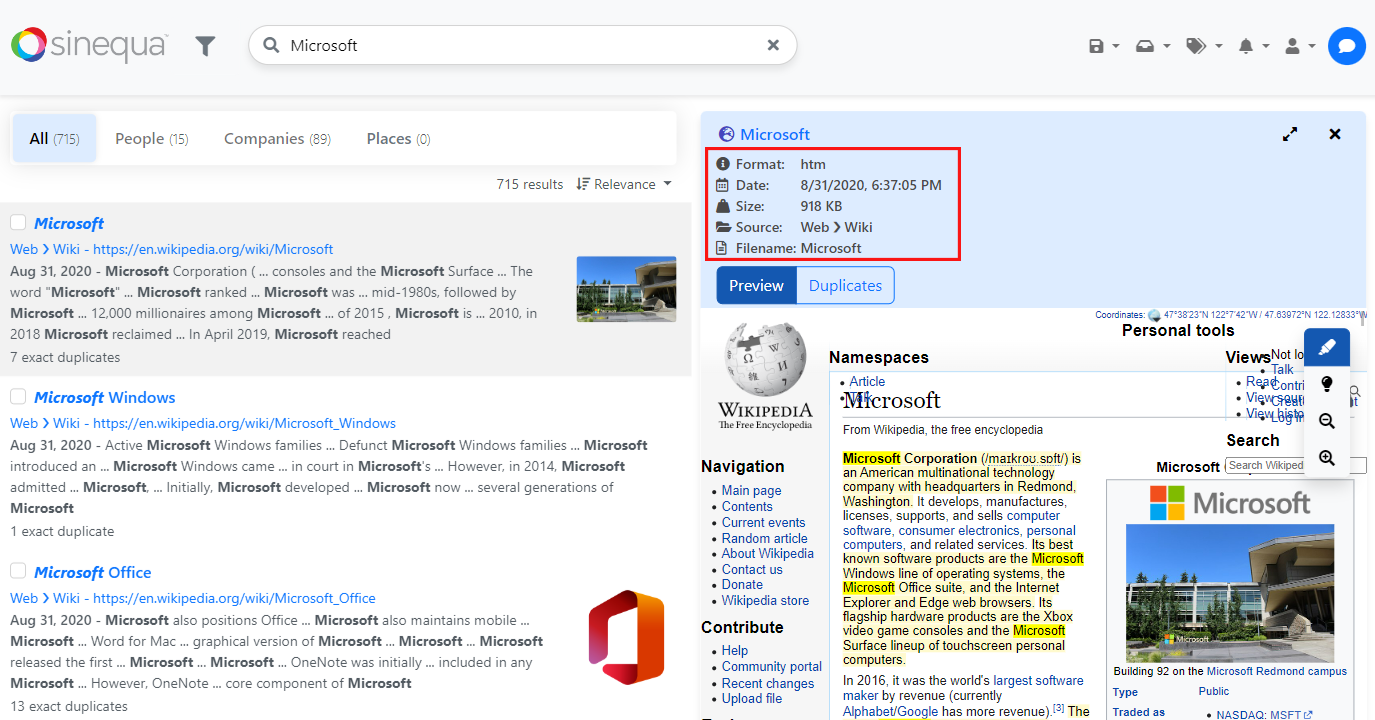 sinequa
Microsoft
All (715)
People (15)
Companies (89)
Places (0)
715 results
Relevance
Microsoft
Web > Wiki - https://en.wikipedia.org/wiki/Microsoft
Aug 31, 2020 - Microsoft Corporation ( ... consoles and the Microsoft Surface ... The
word "Microsoft" ... Microsoft ranked ... Microsoft was ... mid-1980s, followed by
Microsoft ... 12,000 millionaires among Microsoft ... of 2015 , Microsoft is ... 2010, in
2018 Microsoft reclaimed ... In April 2019, Microsoft reached
7 exact duplicates
Microsoft Windows
Web > Wiki - https://en.wikipedia.org/wiki/Microsoft_Windows
Aug 31, 2020 - Active Microsoft Windows families ... Defunct Microsoft Windows families ... Microsoft
introduced an ... Microsoft Windows came ... in court in Microsoft's ... However, in 2014, Microsoft
admitted ... Microsoft, ... Initially, Microsoft developed ... Microsoft now ... several generations of
Microsoft
1 exact duplicate
Microsoft Office
Web > Wiki - https://en.wikipedia.org/wiki/Microsoft_Office
Aug 31, 2020 - Microsoft also positions Office ... Microsoft also maintains mobile ...
Microsoft ... Word for Mac ... graphical version of Microsoft ... Microsoft ... Microsoft
released the first ... Microsoft ... Microsoft ... OneNote was initially ... included in any
Microsoft ... However, OneNote ... core component of Microsoft
13 exact duplicates
Microsoft
Format: htm
Date: 8/31/2020, 6:37:05 PM
Size: 918 KB
Source: Web > Wiki
Filename: Microsoft
Preview
Duplicates
Coordinates: 47°38′23″N 122°7′42″W / 47.63972°N 122.12833°W
Personal tools
WIKIPEDIA
The Free Encyclopedia
Navigation
Main page
Contents
Current events
Random article
About Wikipedia
Contact us
Donate
Wikipedia store
Contribute
Help
Community portal
Recent changes
Upload file
Namespaces
Article
Talk
Microsoft
From Wikipedia, the free encyclopedia
Microsoft Corporation (/ˈmaɪkroʊ.sɒft/) is
an American multinational technology
company with headquarters in Redmond,
Washington. It develops, manufactures,
licenses, supports, and sells computer
software, consumer electronics, personal
computers, and related services. Its best
known software products are the Microsoft
Windows line of operating systems, the
Microsoft Office suite, and the Internet
Explorer and Edge web browsers. Its
flagship hardware products are the Xbox
video game consoles and the Microsoft
Surface lineup of touchscreen personal
computers.
In 2016, it was the world's largest software
maker by revenue (currently
Alphabet/Google has more revenue).[3] The
Views
Read
View sour
View histo
Not lo
Talk
Contri
Create
Log in
Search
Search Wikiped
Microsoft
Microsoft
Microsoft
Building 92 on the Microsoft Redmond campus
Type Public
Traded as
NASDAQ: MSFT